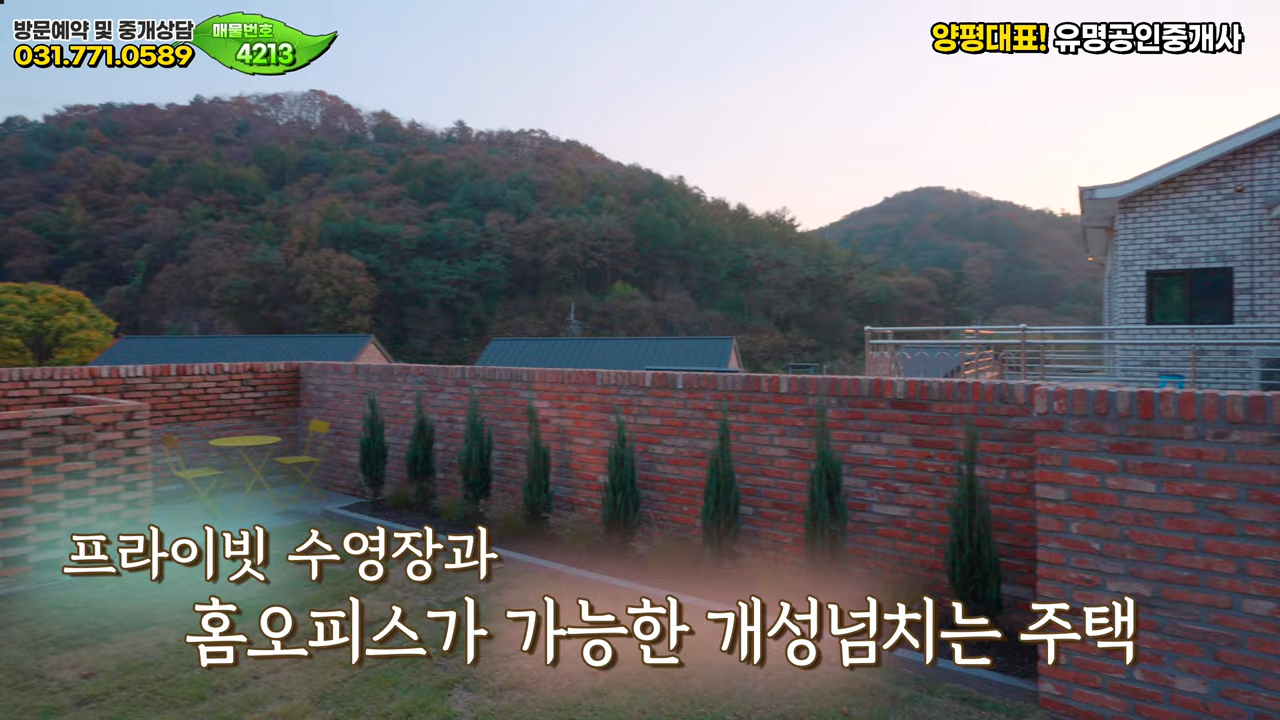 방문예약 및 중개상담
031.771.0589
매물번호
4213
양평대표! 유명공인중개사
프라이빗 수영장과
홈오피스가 가능한 개성넘치는 주택